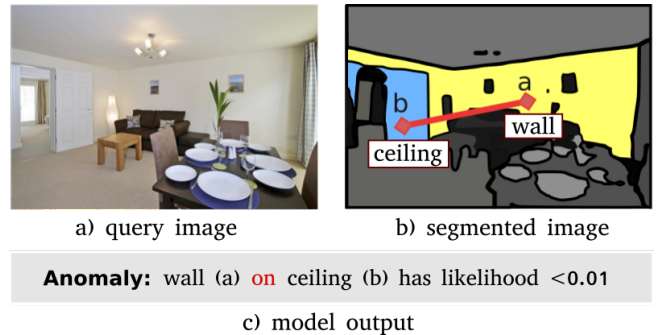 b
a
wall
ceiling
a) query image
b) segmented image
Anomaly: wall (a) on ceiling (b) has likelihood <0.01
c) model output